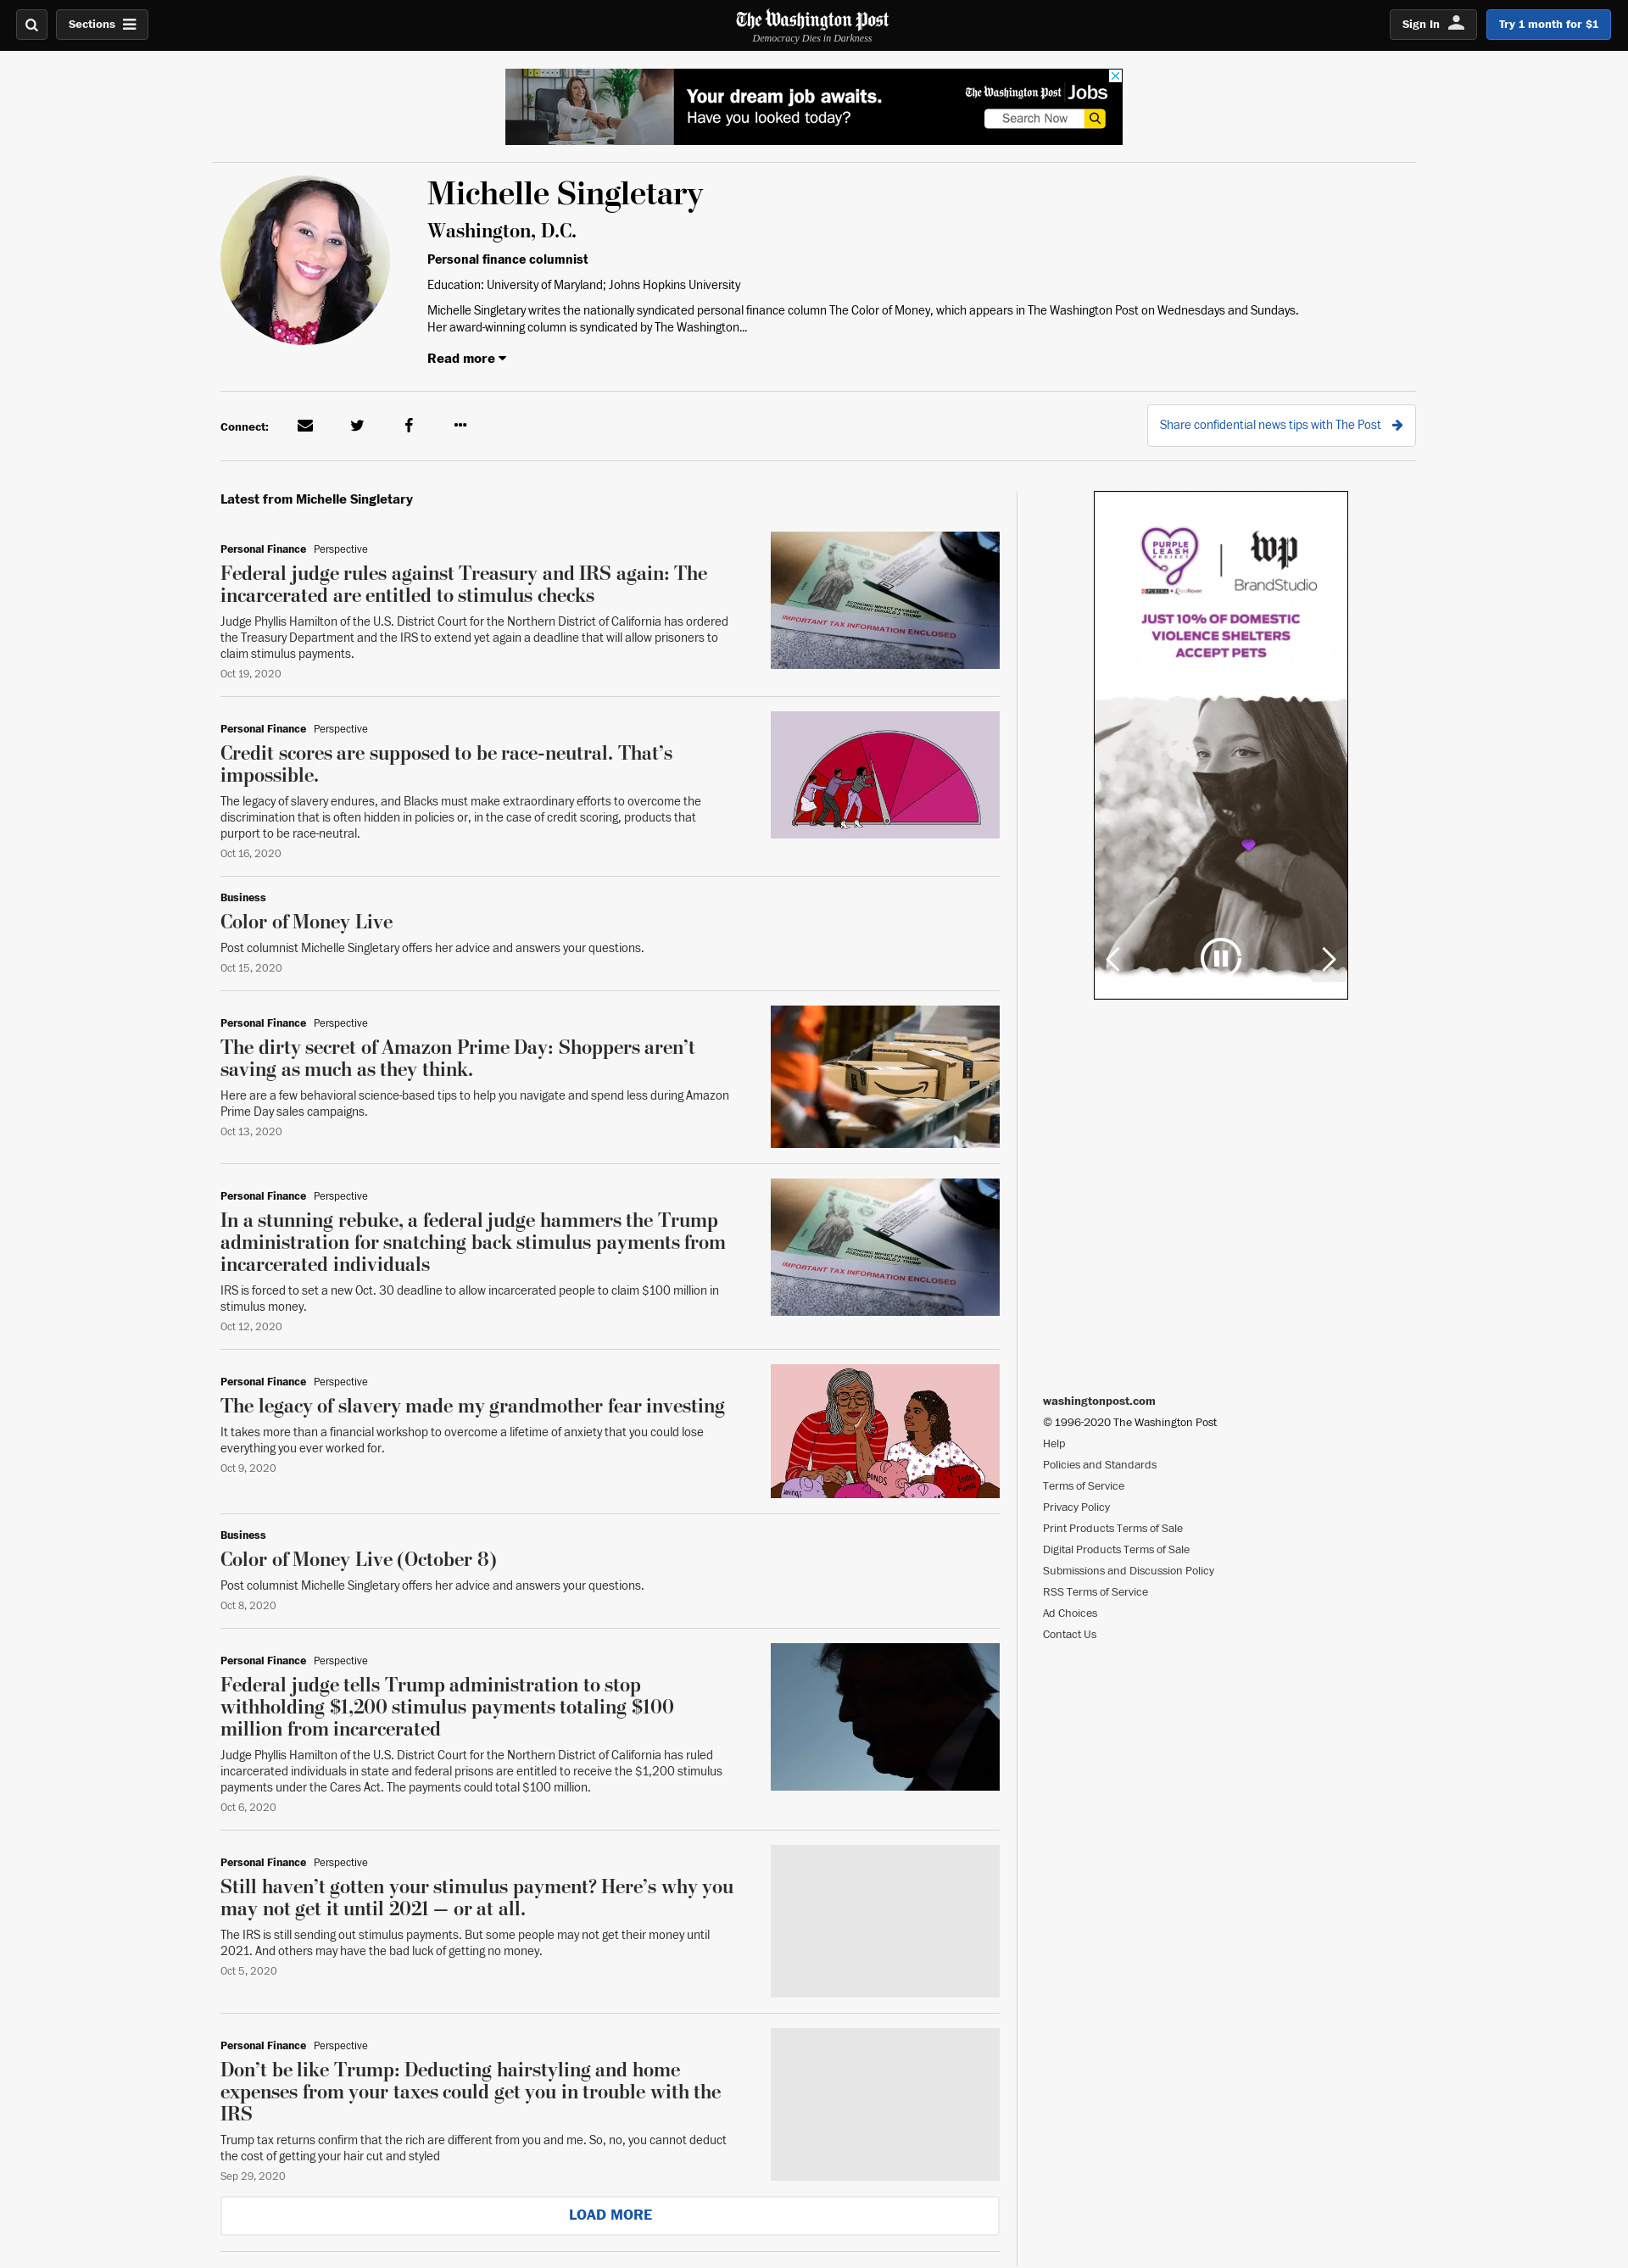 Sections
The Washington Post
Democracy Dies in Darkness
Sign In
Try 1 month for $1
Your dream job awaits.
Have you looked today?
The Washington Post Jobs
Search Now
Michelle Singletary
Washington, D.C.
Personal finance columnist
Education: University of Maryland; Johns Hopkins University
Michelle Singletary writes the nationally syndicated personal finance column The Color of Money, which appears in The Washington Post on Wednesdays and Sundays.
Her award-winning column is syndicated by The Washington...
Read more
Connect:
Share confidential news tips with The Post
Latest from Michelle Singletary
Personal Finance Perspective
Federal judge rules against Treasury and IRS again: The
incarcerated are entitled to stimulus checks
Judge Phyllis Hamilton of the U.S. District Court for the Northern District of California has ordered
the Treasury Department and the IRS to extend yet again a deadline that will allow prisoners to
claim stimulus payments.
Oct 19, 2020
ECONOMIC IMPACT PAYMENT
PRESIDENT DONALD J. TRUMP
IMPORTANT TAX INFORMATION ENCLOSED
Personal Finance Perspective
Credit scores are supposed to be race-neutral. That’s
impossible.
The legacy of slavery endures, and Blacks must make extraordinary efforts to overcome the
discrimination that is often hidden in policies or, in the case of credit scoring, products that
purport to be race-neutral.
Oct 16, 2020
Business
Color of Money Live
Post columnist Michelle Singletary offers her advice and answers your questions.
Oct 15, 2020
Personal Finance Perspective
The dirty secret of Amazon Prime Day: Shoppers aren’t
saving as much as they think.
Here are a few behavioral science-based tips to help you navigate and spend less during Amazon
Prime Day sales campaigns.
Oct 13, 2020
Personal Finance Perspective
In a stunning rebuke, a federal judge hammers the Trump
administration for snatching back stimulus payments from
incarcerated individuals
IRS is forced to set a new Oct. 30 deadline to allow incarcerated people to claim $100 million in
stimulus money.
Oct 12, 2020
ECONOMIC IMPACT PAYMENT
PRESIDENT DONALD J. TRUMP
IMPORTANT TAX INFORMATION ENCLOSED
Personal Finance Perspective
The legacy of slavery made my grandmother fear investing
It takes more than a financial workshop to overcome a lifetime of anxiety that you could lose
everything you ever worked for.
Oct 9, 2020
BONDS
Index
Funds
Business
Color of Money Live (October 8)
Post columnist Michelle Singletary offers her advice and answers your questions.
Oct 8, 2020
Personal Finance Perspective
Federal judge tells Trump administration to stop
withholding $1,200 stimulus payments totaling $100
million from incarcerated
Judge Phyllis Hamilton of the U.S. District Court for the Northern District of California has ruled
incarcerated individuals in state and federal prisons are entitled to receive the $1,200 stimulus
payments under the Cares Act. The payments could total $100 million.
Oct 6, 2020
Personal Finance Perspective
Still haven’t gotten your stimulus payment? Here’s why you
may not get it until 2021 — or at all.
The IRS is still sending out stimulus payments. But some people may not get their money until
2021. And others may have the bad luck of getting no money.
Oct 5, 2020
Personal Finance Perspective
Don’t be like Trump: Deducting hairstyling and home
expenses from your taxes could get you in trouble with the
IRS
Trump tax returns confirm that the rich are different from you and me. So, no, you cannot deduct
the cost of getting your hair cut and styled
Sep 29, 2020
LOAD MORE
PURPLE
LEASH
PROJECT
PURINA
wp
BrandStudio
JUST 10% OF DOMESTIC
VIOLENCE SHELTERS
ACCEPT PETS
washingtonpost.com
© 1996-2020 The Washington Post
Help
Policies and Standards
Terms of Service
Privacy Policy
Print Products Terms of Sale
Digital Products Terms of Sale
Submissions and Discussion Policy
RSS Terms of Service
Ad Choices
Contact Us